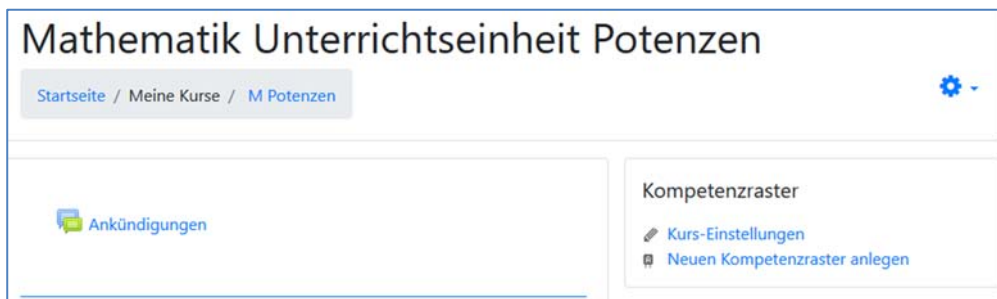 Mathematik Unterrichtseinheit Potenzen
Startseite / Meine Kurse / M Potenzen
Ankündigungen
Kompetenzraster
Kurs-Einstellungen
Neuen Kompetenzraster anlegen